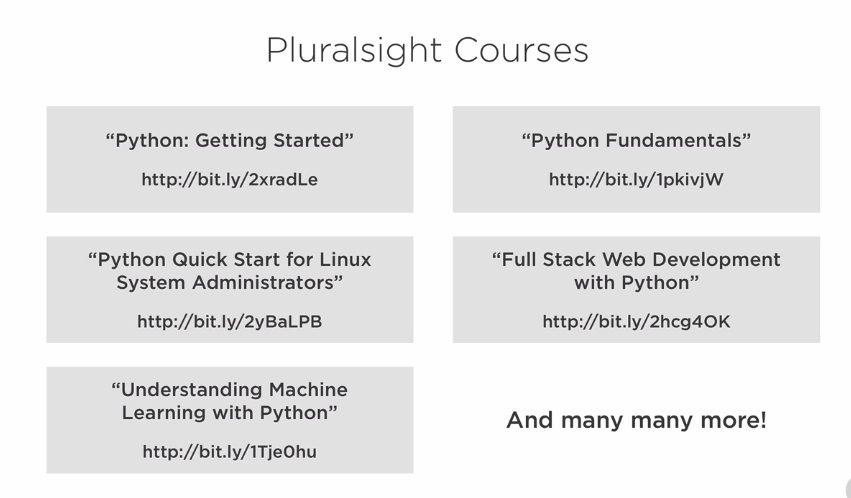 Pluralsight Courses
“Python: Getting Started”
http://bit.ly/2xradLe
“Python Fundamentals”
http://bit.ly/1pkivjW
“Python Quick Start for Linux
System Administrators”
http://bit.ly/2yBaLPB
“Full Stack Web Development
with Python”
http://bit.ly/2hcg4OK
“Understanding Machine
Learning with Python”
http://bit.ly/1Tje0hu
And many many more!